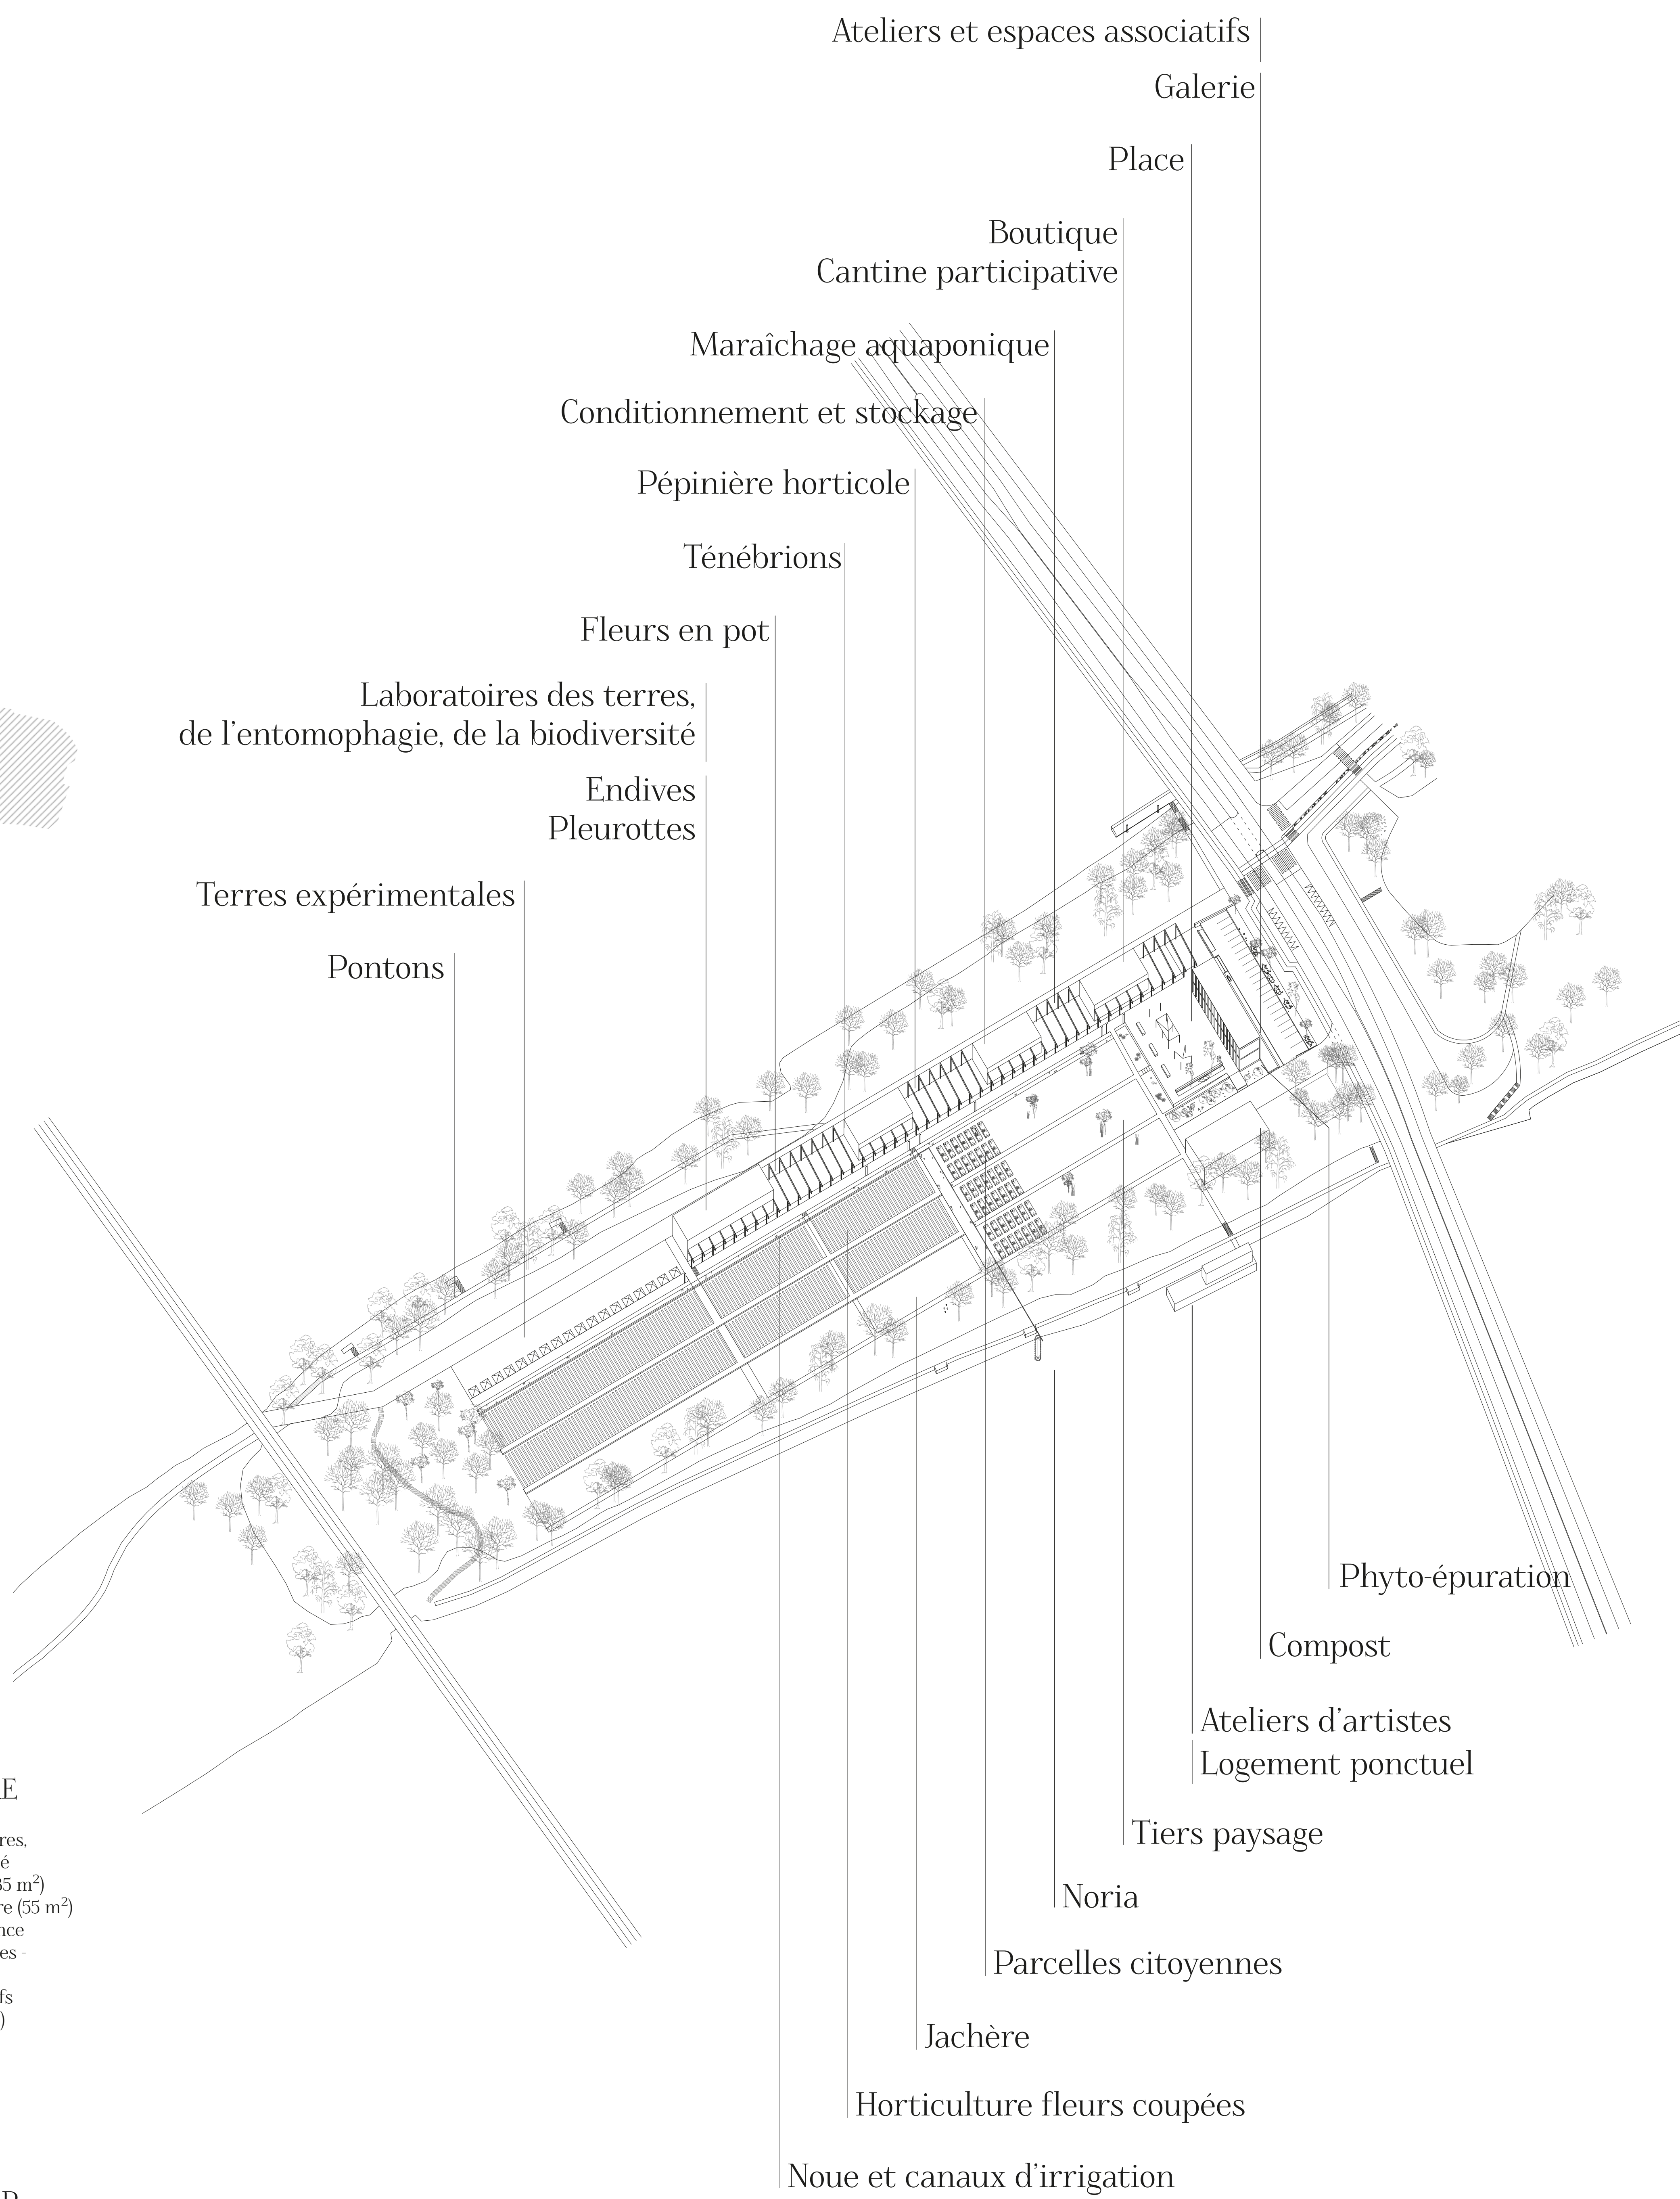 Ateliers et espaces associatifs
Galerie
Place
Boutique
Cantine participative
Maraîchage aquaponique
Conditionnement et stockage
Pépinière horticole
Ténébrions
Fleurs en pot
Laboratoires des terres,
de l'entomophagie, de la biodiversité
Endives
Pleurottes
Terres expérimentales
Pontons
Phyto-épuration
Compost
Ateliers d'artistes
Logement ponctuel
Tiers paysage
Noria
Parcelles citoyennes
Jachère
Horticulture fleurs coupées
Noue et canaux d'irrigation
(55 m²)